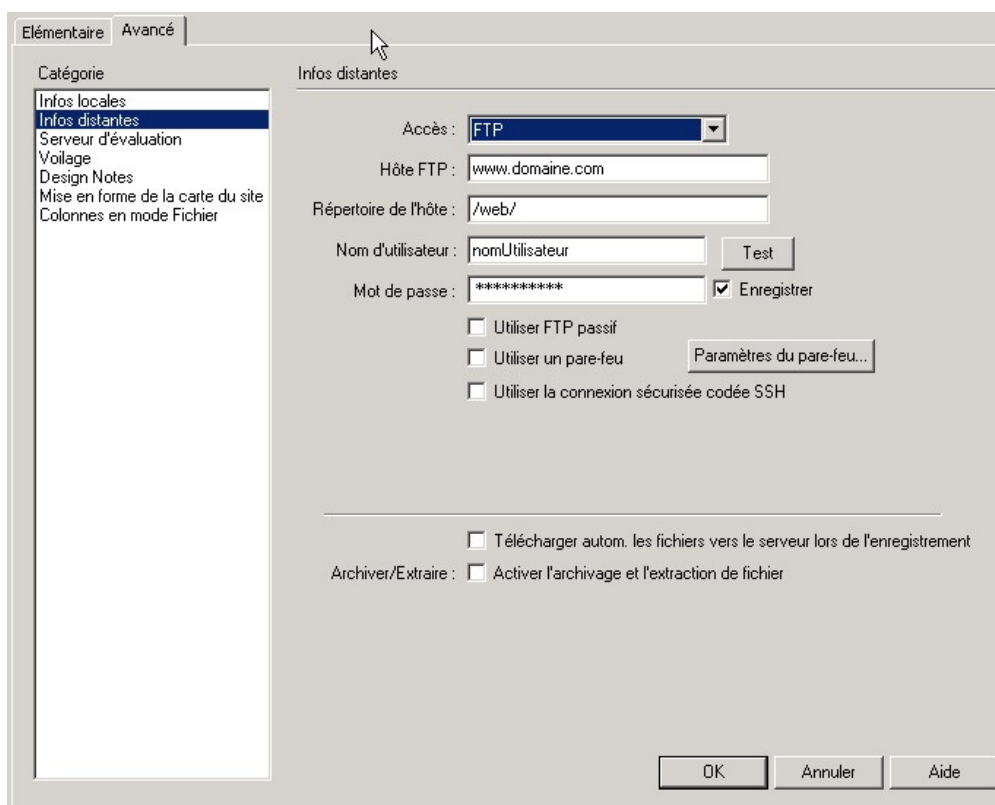 Elémentaire Avancé
Catégorie
Infos locales
Infos distantes
Serveur d'évaluation
Voilage
Design Notes
Mise en forme de la carte du site
Colonnes en mode Fichier
Infos distantes
Accès : FTP
Hôte FTP : www.domaine.com
Répertoire de l'hôte : /web/
Nom d'utilisateur : nomUtilisateur Test
Mot de passe : ********** Enregistrer
Utiliser FTP passif
Utiliser un pare-feu Paramètres du pare-feu...
Utiliser la connexion sécurisée codée SSH
Télécharger autom. les fichiers vers le serveur lors de l'enregistrement
Archiver/Extraire : Activer l'archivage et l'extraction de fichier
OK Annuler Aide